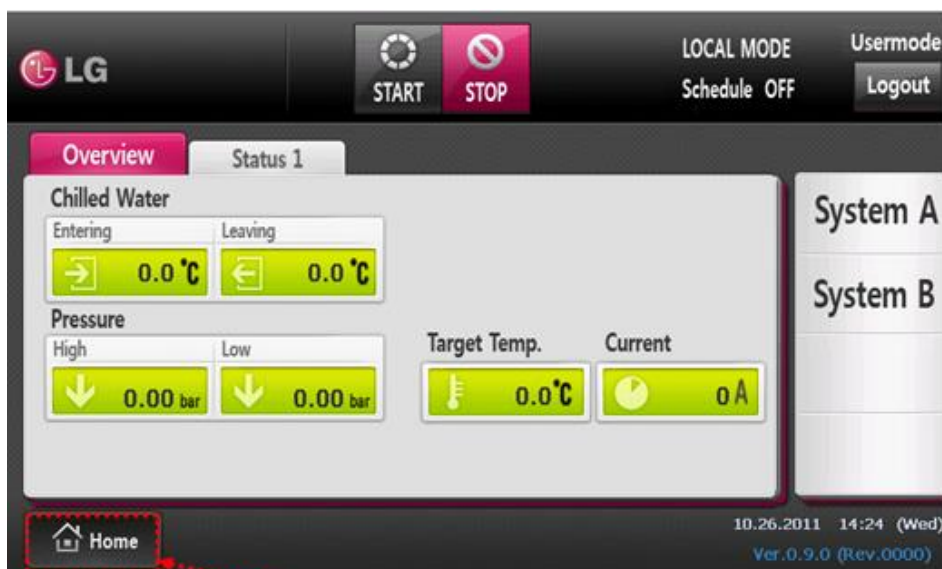 LG
START
STOP
LOCAL MODE
Schedule OFF
Usermode
Logout
Overview
Status 1
Chilled Water
Entering
Leaving
0.0 °C
0.0 °C
Pressure
High
Low
0.00 bar
0.00 bar
Target Temp.
Current
0.0°C
0 A
System A
System B
Home
10.26.2011 14:24 (Wed)
Ver.0.9.0 (Rev.0000)